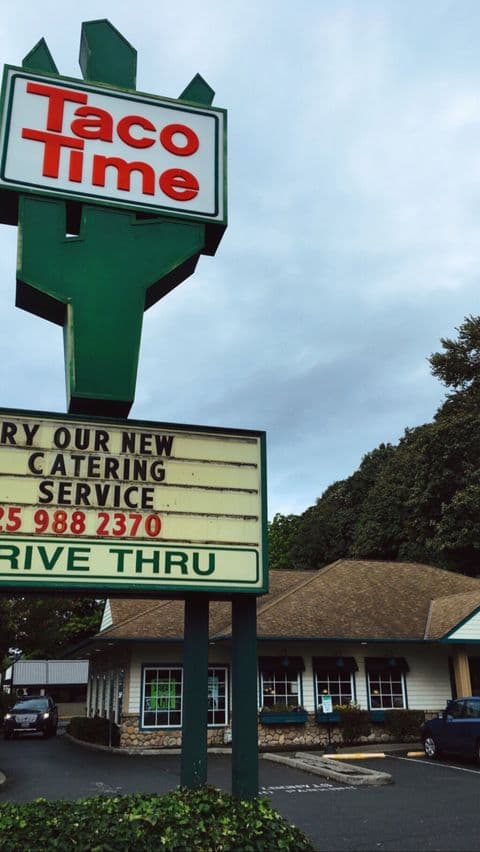 Taco
Time
RY OUR NEW
CATERING
SERVICE
25 988 2370
RIVE THRU